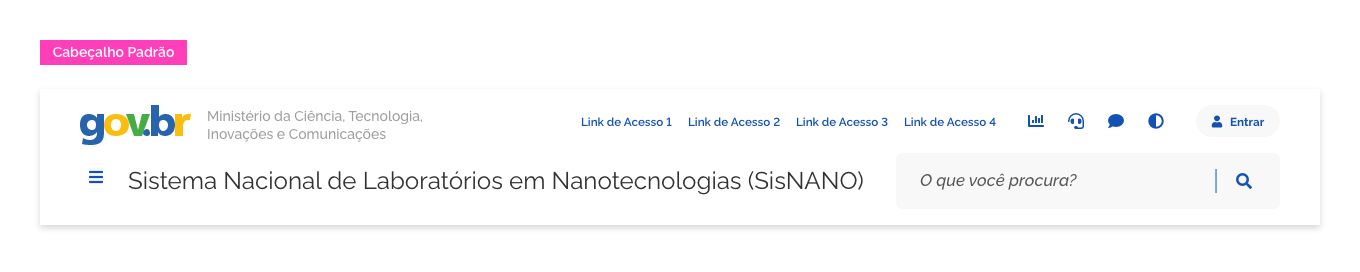 Cabeçalho Padrão
gov.br
Ministério da Ciência, Tecnologia,
Inovações e Comunicações
Link de Acesso 1
Link de Acesso 2
Link de Acesso 3
Link de Acesso 4
Entrar
Sistema Nacional de Laboratórios em Nanotecnologias (SisNANO)
O que você procura?